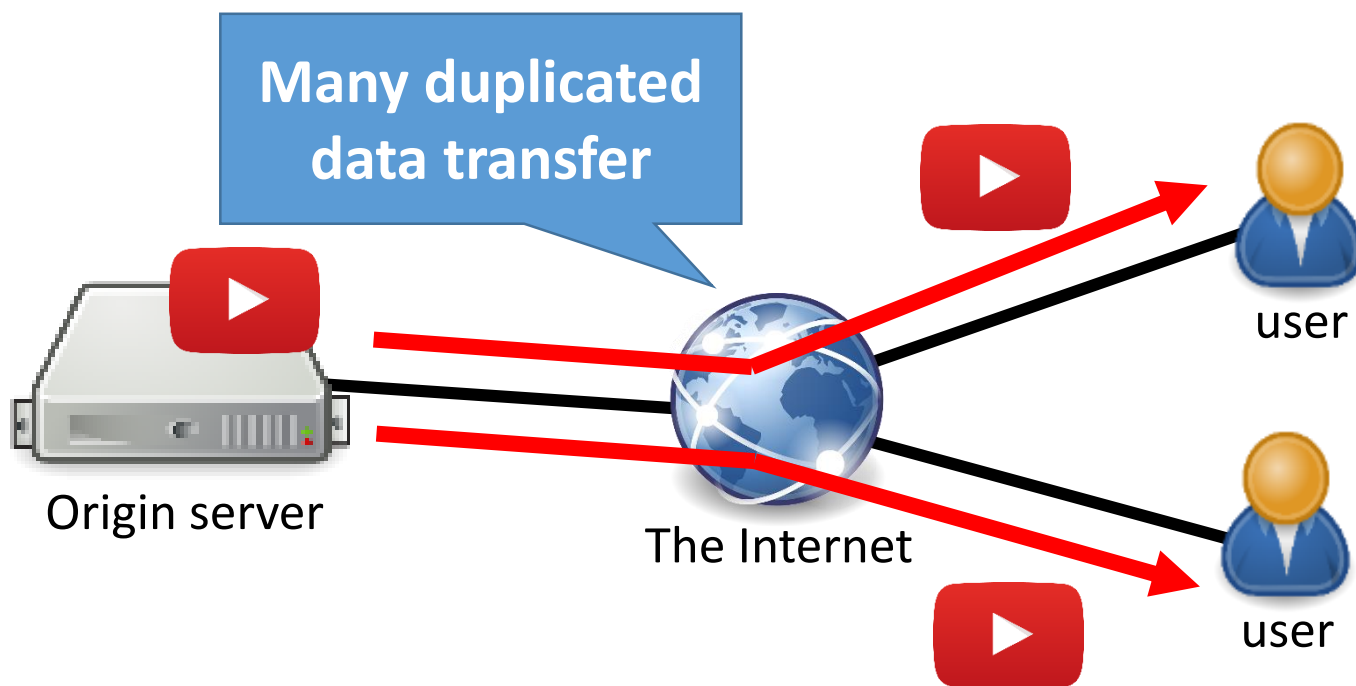 Many duplicated
data transfer
user
Origin server
The Internet
user